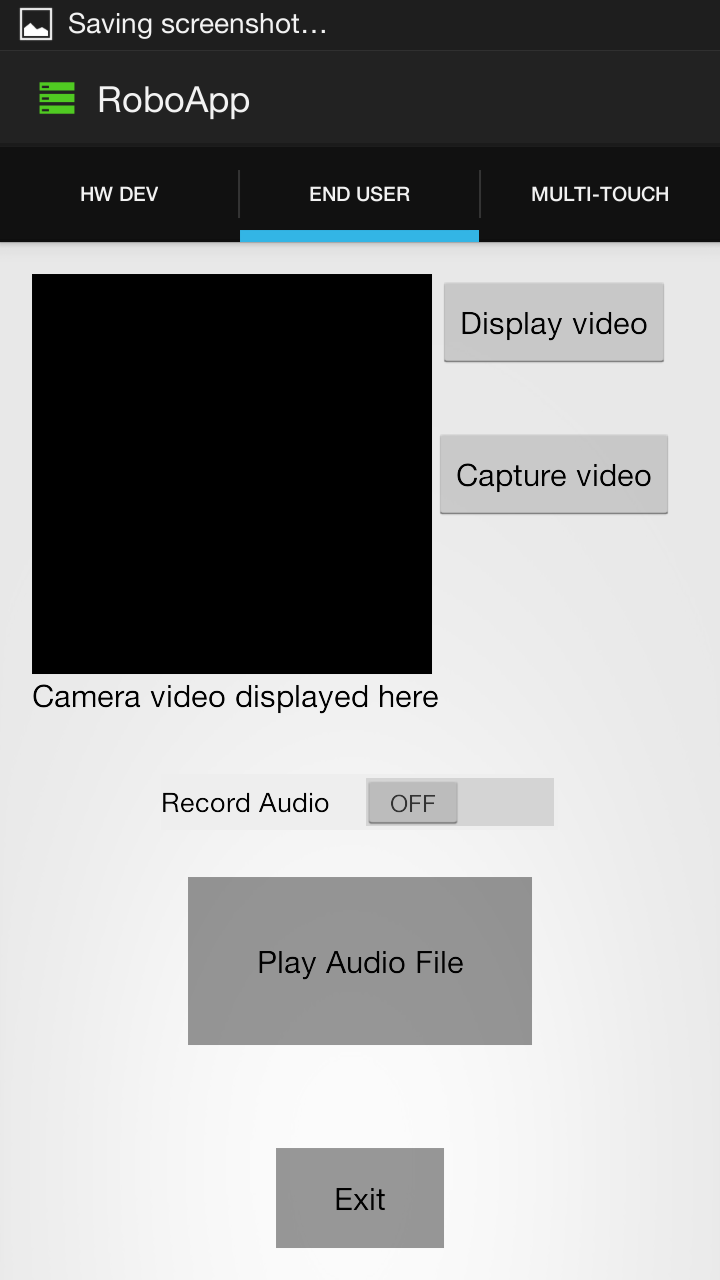 Saving screenshot...
RoboApp
HW DEV
END USER
MULTI-TOUCH
Display video
Capture video
Camera video displayed here
Record Audio OFF
Play Audio File
Exit